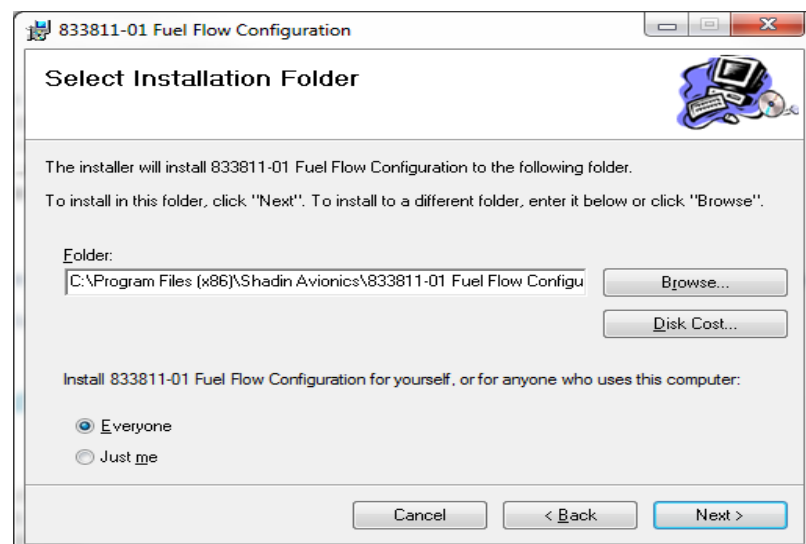 833811-01 Fuel Flow Configuration
Select Installation Folder
The installer will install 833811-01 Fuel Flow Configuration to the following folder.
To install in this folder, click "Next". To install to a different folder, enter it below or click "Browse".
Folder:
C:\Program Files (x86)\Shadin Avionics\833811-01 Fuel Flow Configu
Browse...
Disk Cost...
Install 833811-01 Fuel Flow Configuration for yourself, or for anyone who uses this computer:
Everyone
Just me
Cancel
< Back
Next >